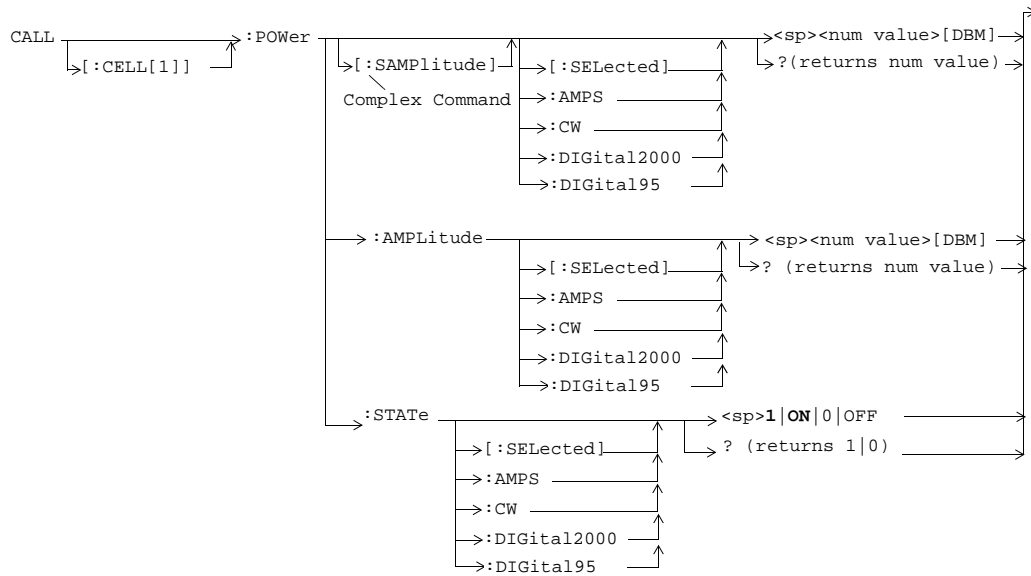 CALL :POWer <sp><num value>[DBM]
[:CELL[1]] [:SAMPlitude] [:SELected] ?(returns num value)
Complex Command :AMPS
:CW
:DIGital2000
:DIGital95
:AMPLitude <sp><num value>[DBM]
[:SELected] ? (returns num value)
:AMPS
:CW
:DIGital2000
:DIGital95
:STATe <sp>1|ON|0|OFF
[:SELected] ? (returns 1|0)
:AMPS
:CW
:DIGital2000
:DIGital95